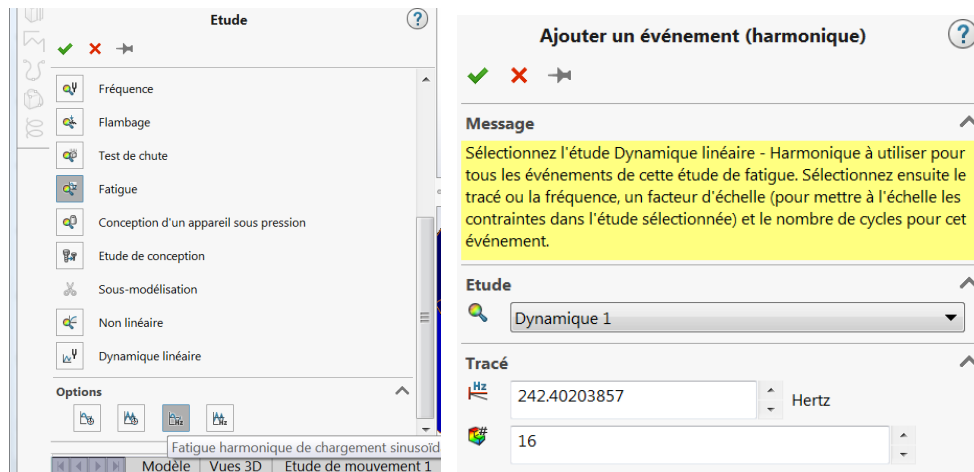 Etude
Fréquence
Flambage
Test de chute
Fatigue
Conception d'un appareil sous pression
Etude de conception
Sous-modélisation
Non linéaire
Dynamique linéaire
Options
Fatigue harmonique de chargement sinusoïd
Modèle Vues 3D Etude de mouvement 1
Ajouter un événement (harmonique)
Message
Sélectionnez l'étude Dynamique linéaire - Harmonique à utiliser pour
tous les événements de cette étude de fatigue. Sélectionnez ensuite le
tracé ou la fréquence, un facteur d'échelle (pour mettre à l'échelle les
contraintes dans l'étude sélectionnée) et le nombre de cycles pour cet
événement.
Etude
Dynamique 1
Tracé
Hz
242.40203857 Hertz
16